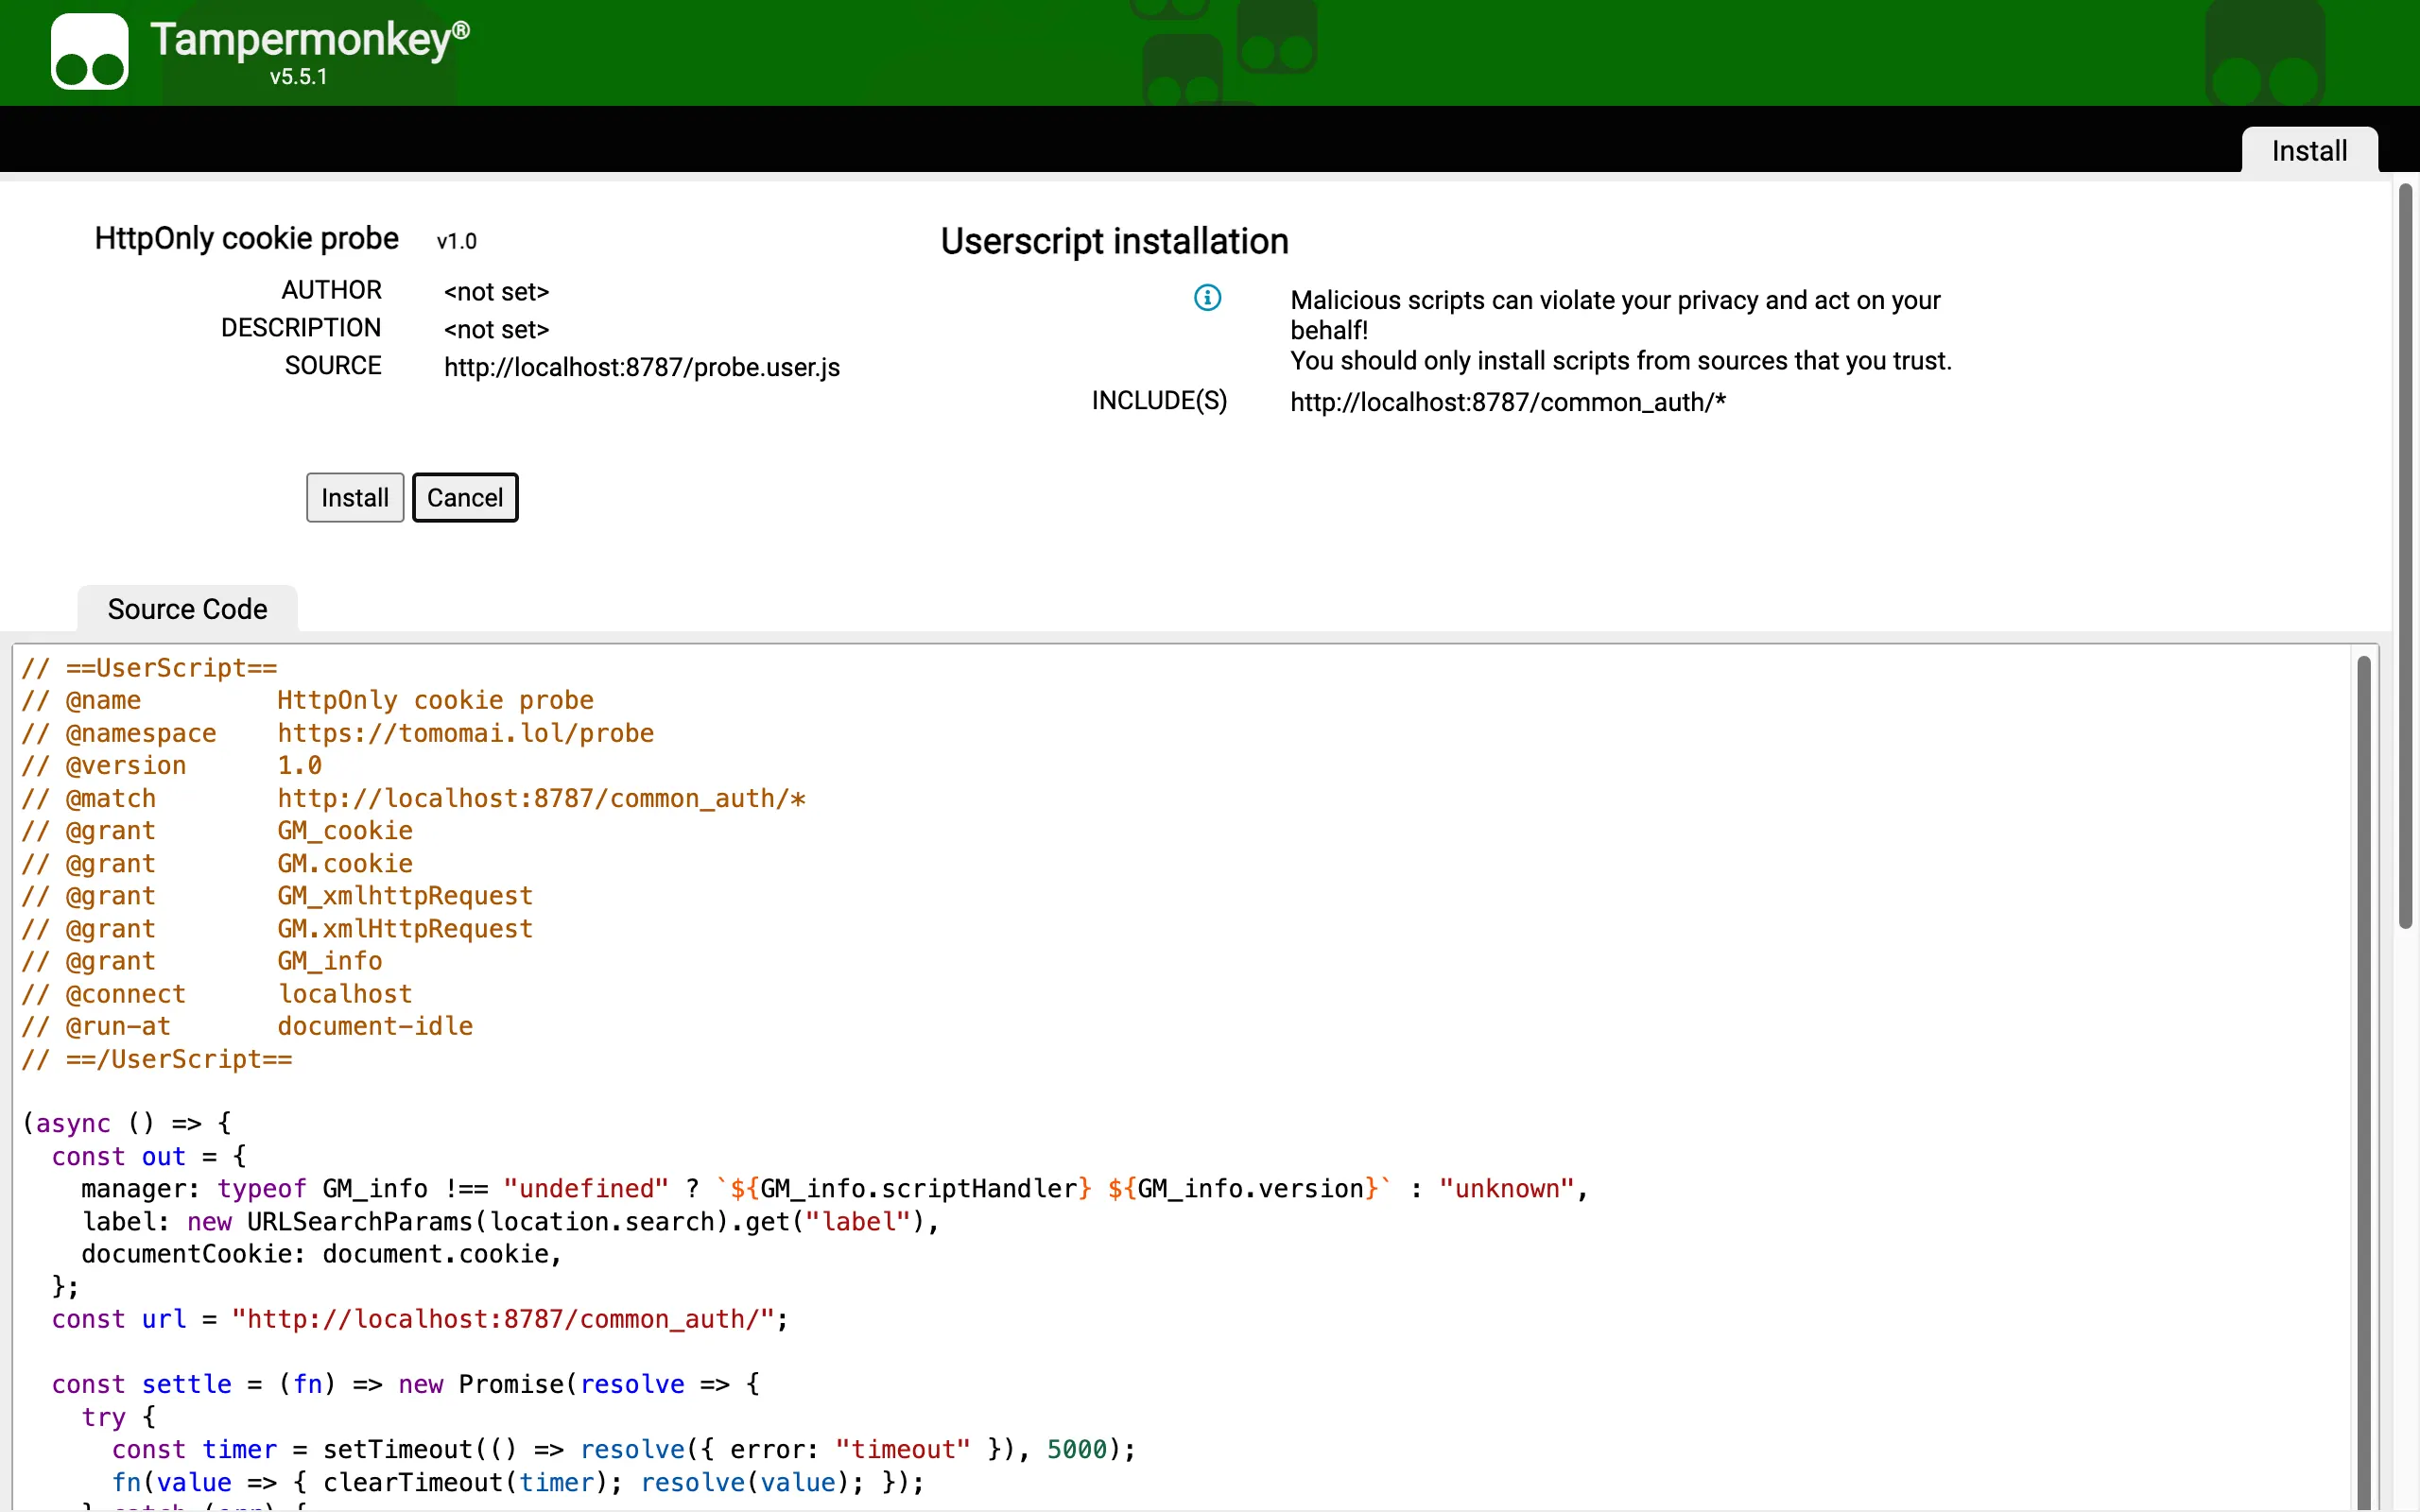 Tampermonkey®
v5.5.1
Install
HttpOnly cookie probe v1.0
AUTHOR <not set>
DESCRIPTION <not set>
SOURCE http://localhost:8787/probe.user.js
Install Cancel
Userscript installation
Malicious scripts can violate your privacy and act on your
behalf!
You should only install scripts from sources that you trust.
INCLUDE(S) http://localhost:8787/common_auth/*
Source Code
// ==UserScript==
// @name         HttpOnly cookie probe
// @namespace    https://tomomai.lol/probe
// @version      1.0
// @match        http://localhost:8787/common_auth/*
// @grant        GM_cookie
// @grant        GM.cookie
// @grant        GM_xmlhttpRequest
// @grant        GM.xmlHttpRequest
// @grant        GM_info
// @connect      localhost
// @run-at       document-idle
// ==/UserScript==
(async () => {
  const out = {
    manager: typeof GM_info !== "undefined" ? `${GM_info.scriptHandler} ${GM_info.version}` : "unknown",
    label: new URLSearchParams(location.search).get("label"),
    documentCookie: document.cookie,
  };
  const url = "http://localhost:8787/common_auth/";
  const settle = (fn) => new Promise(resolve => {
    try {
      const timer = setTimeout(() => resolve({ error: "timeout" }), 5000);
      fn(value => { clearTimeout(timer); resolve(value); });